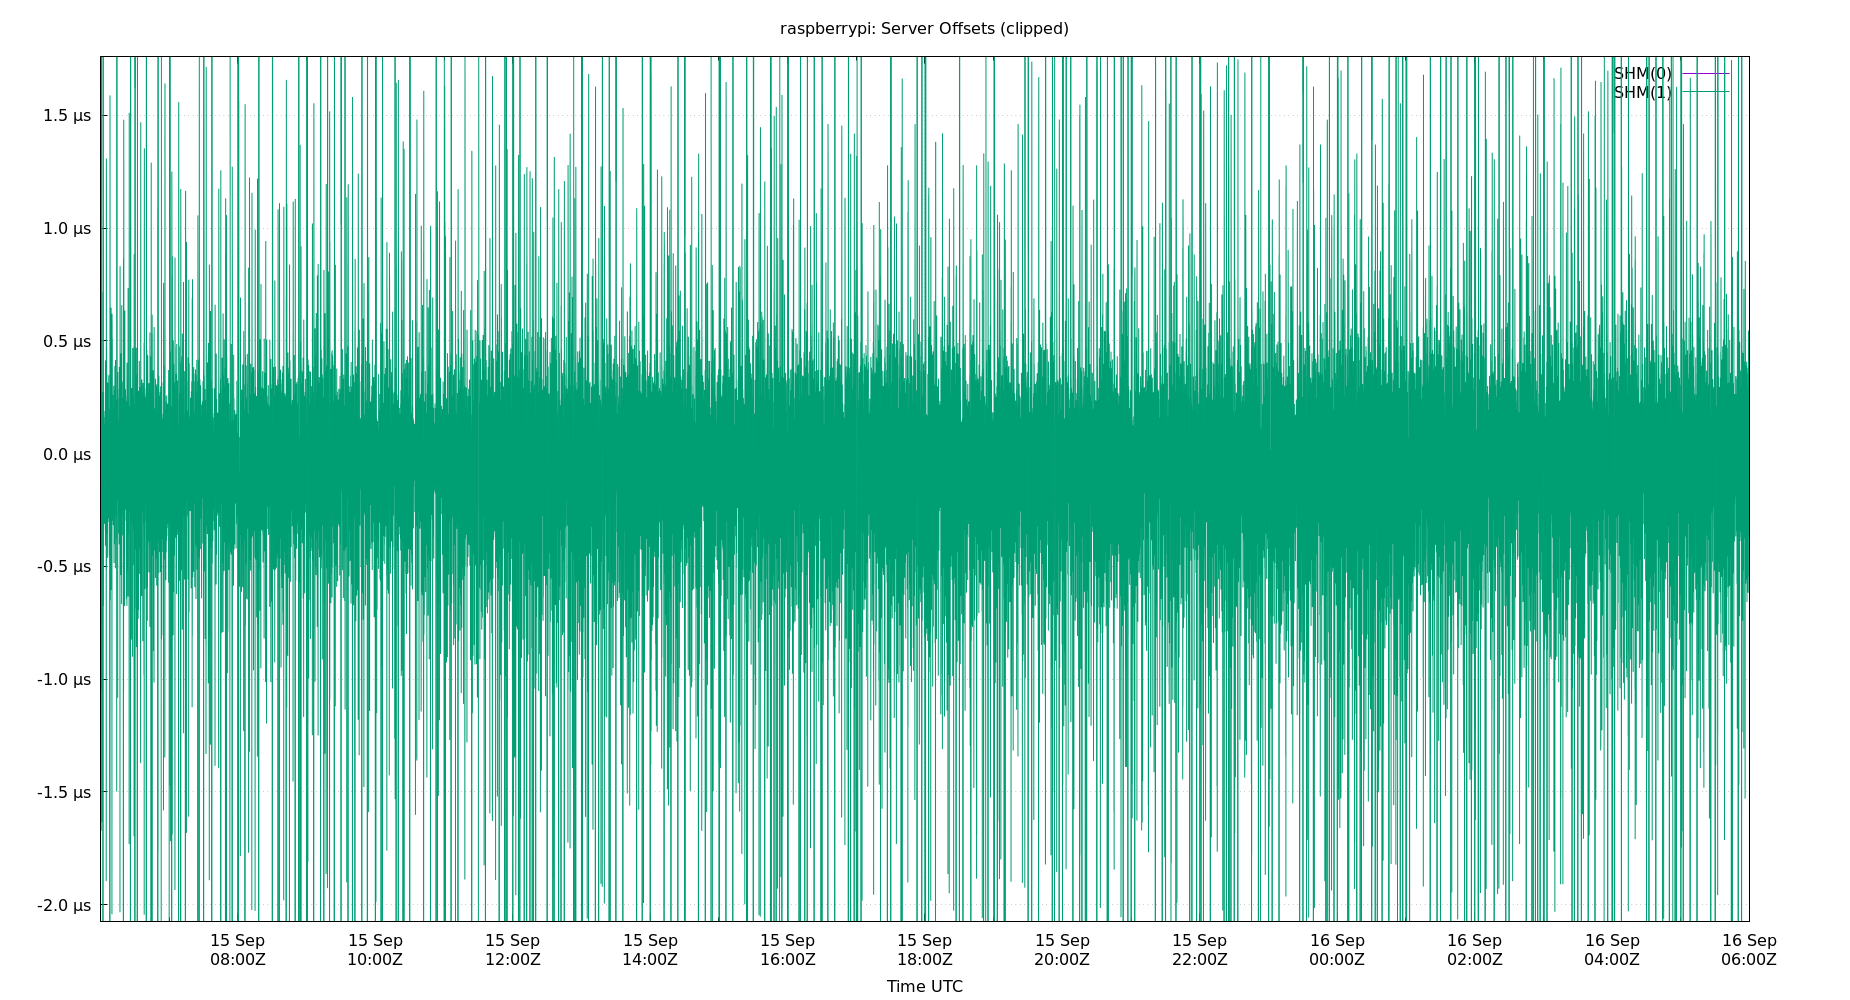 raspberrypi: Server Offsets (clipped)
SHM(0)
SHM(1)
1.5 µs
1.0 µs
0.5 µs
0.0 µs
-0.5 µs
-1.0 µs
-1.5 µs
-2.0 µs
15 Sep 15 Sep 15 Sep 15 Sep 15 Sep 15 Sep 15 Sep 15 Sep 16 Sep 16 Sep 16 Sep 16 Sep
08:00Z 10:00Z 12:00Z 14:00Z 16:00Z 18:00Z 20:00Z 22:00Z 00:00Z 02:00Z 04:00Z 06:00Z
Time UTC